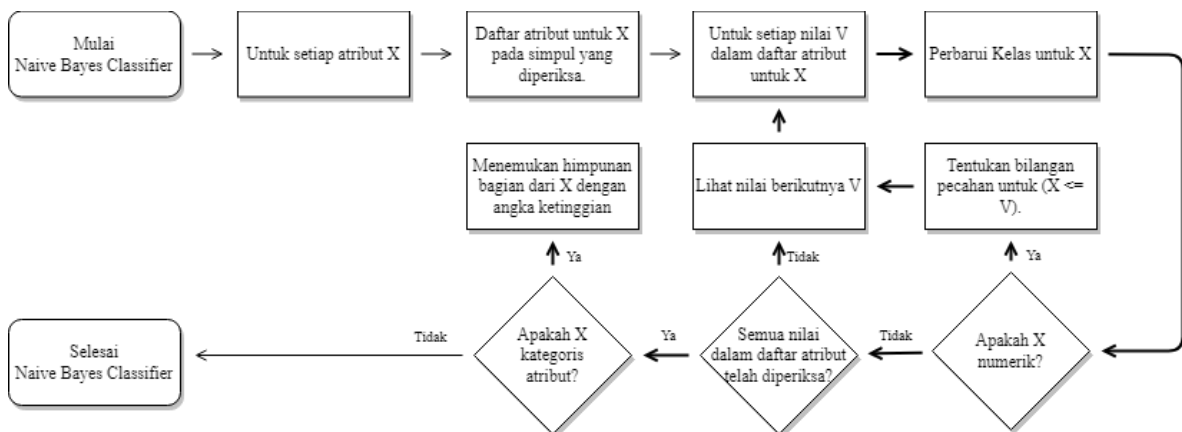 Mulai
Naive Bayes Classifier
Untuk setiap atribut X
Daftar atribut untuk X
pada simpul yang
diperiksa.
Untuk setiap nilai V
dalam daftar atribut
untuk X
Perbarui Kelas untuk X
Menemukan himpunan
bagian dari X dengan
angka ketinggian
Lihat nilai berikutnya V
Tentukan bilangan
pecahan untuk (X <=
V).
Ya
Tidak
Ya
Selesai
Naive Bayes Classifier
Tidak
Apakah X
kategoris
atribut?
Ya
Semua nilai
dalam daftar atribut
telah diperiksa?
Tidak
Apakah X
numerik?